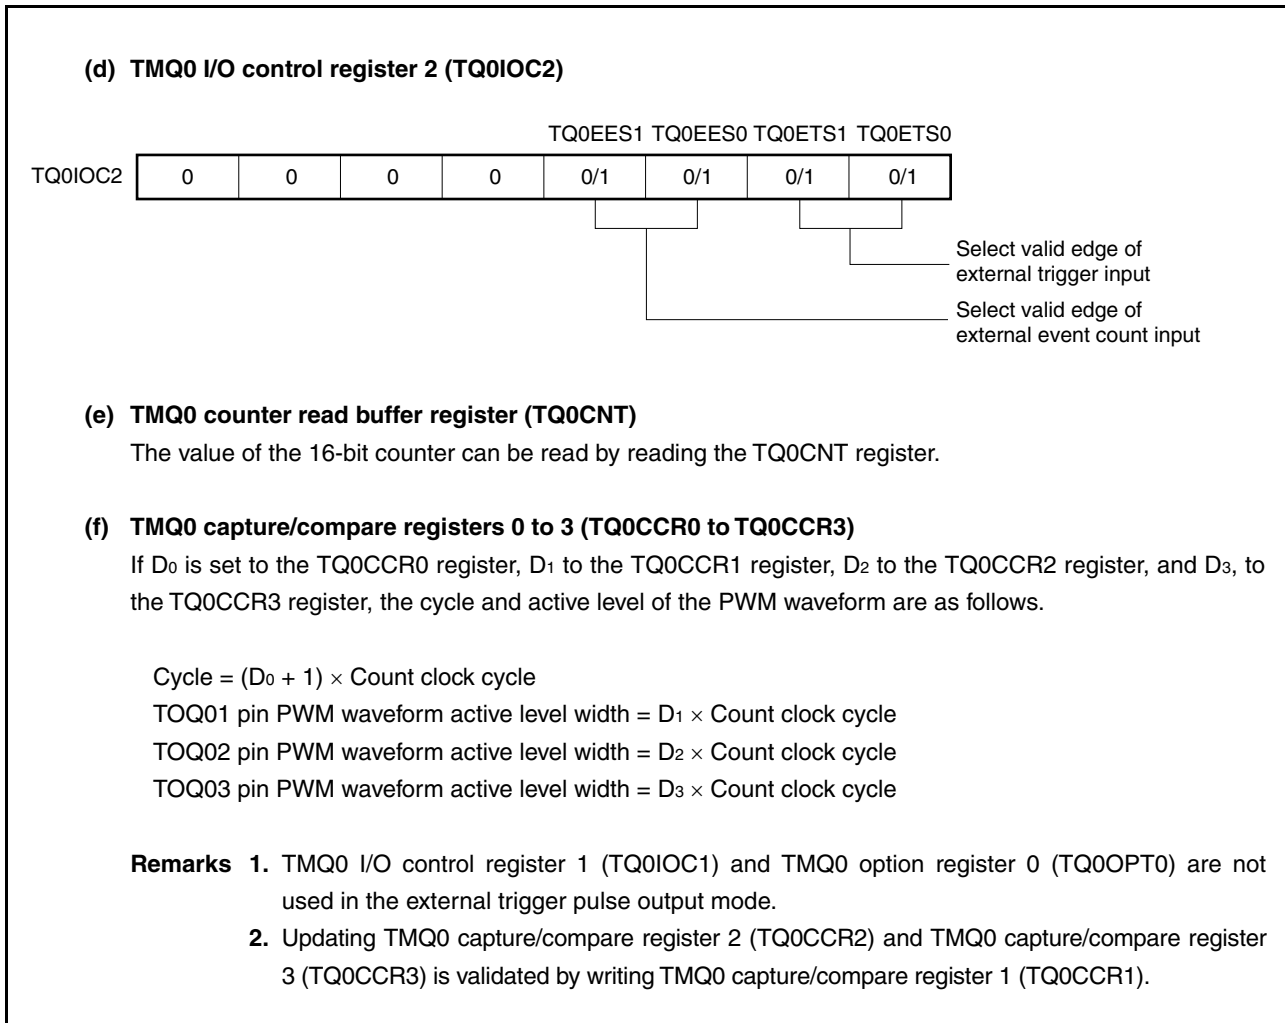 (d) TMQ0 I/O control register 2 (TQ0IOC2)
TQ0EES1 TQ0EES0 TQ0ETS1 TQ0ETS0
TQ0IOC2 0 0 0 0 0/1 0/1 0/1 0/1
Select valid edge of
external trigger input
Select valid edge of
external event count input
(e) TMQ0 counter read buffer register (TQ0CNT)
The value of the 16-bit counter can be read by reading the TQ0CNT register.
(f) TMQ0 capture/compare registers 0 to 3 (TQ0CCR0 to TQ0CCR3)
If D0 is set to the TQ0CCR0 register, D1 to the TQ0CCR1 register, D2 to the TQ0CCR2 register, and D3, to
the TQ0CCR3 register, the cycle and active level of the PWM waveform are as follows.
Cycle = (D0 + 1) × Count clock cycle
TOQ01 pin PWM waveform active level width = D1 × Count clock cycle
TOQ02 pin PWM waveform active level width = D2 × Count clock cycle
TOQ03 pin PWM waveform active level width = D3 × Count clock cycle
Remarks 1. TMQ0 I/O control register 1 (TQ0IOC1) and TMQ0 option register 0 (TQ0OPT0) are not
used in the external trigger pulse output mode.
2. Updating TMQ0 capture/compare register 2 (TQ0CCR2) and TMQ0 capture/compare register
3 (TQ0CCR3) is validated by writing TMQ0 capture/compare register 1 (TQ0CCR1).